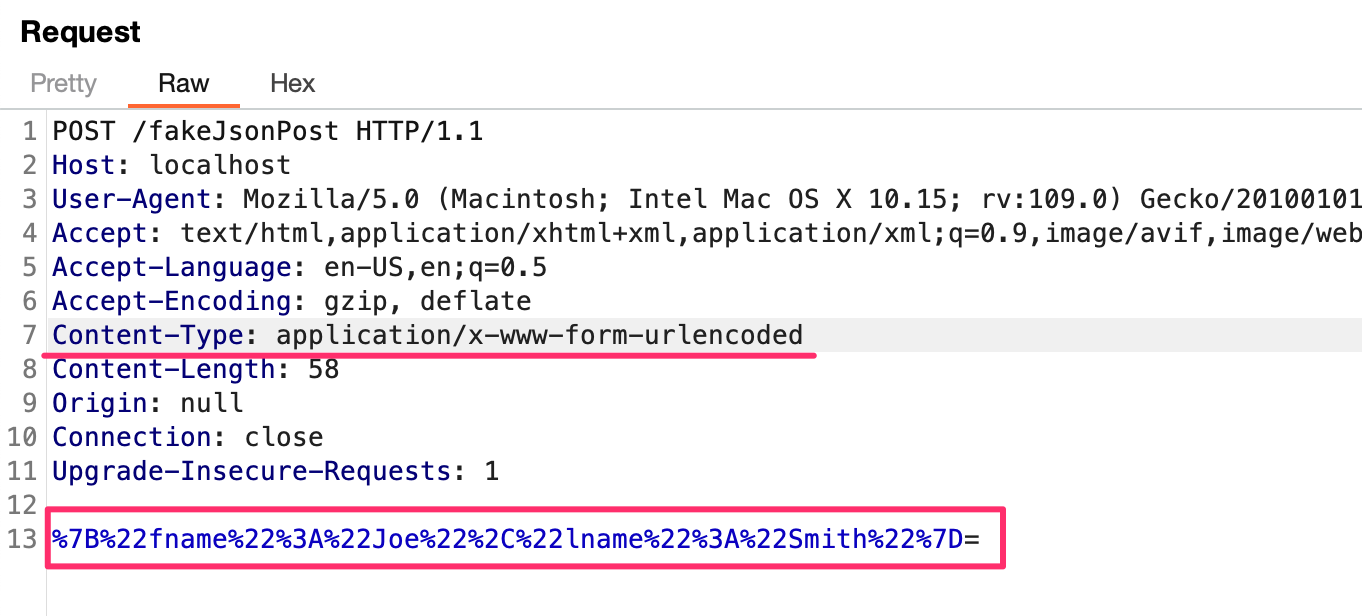 Request
Pretty Raw Hex
1 POST /fakeJsonPost HTTP/1.1
2 Host: localhost
3 User-Agent: Mozilla/5.0 (Macintosh; Intel Mac OS X 10.15; rv:109.0) Gecko/20100101
4 Accept: text/html,application/xhtml+xml,application/xml;q=0.9,image/avif,image/web
5 Accept-Language: en-US,en;q=0.5
6 Accept-Encoding: gzip, deflate
7 Content-Type: application/x-www-form-urlencoded
8 Content-Length: 58
9 Origin: null
10 Connection: close
11 Upgrade-Insecure-Requests: 1
12
13 %7B%22fname%22%3A%22Joe%22%2C%22lname%22%3A%22Smith%22%7D=